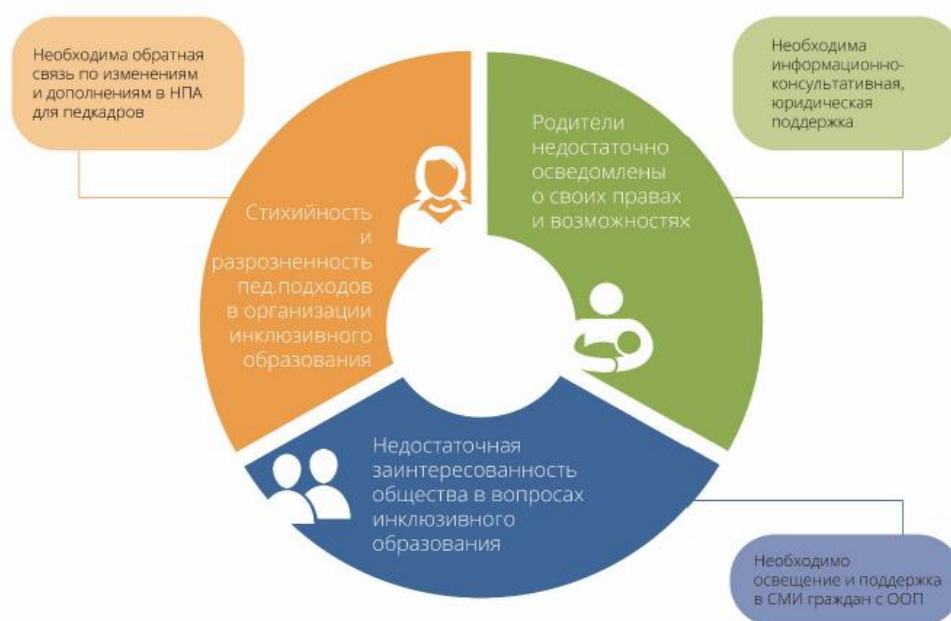 Необходима обратная
связь по изменениям
и дополнениям в НПА
для педкадров
Необходима
информационно-
консультативная,
юридическая
поддержка
Родители
недостаточно
осведомлены
о своих правах
и возможностях
Стихийность
и
разрозненность
пед.подходов
в организации
инклюзивного
образования
Недостаточная
заинтересованность
общества в вопросах
инклюзивного
образования
Необходимо
освещение и поддержка
в СМИ граждан с ООП